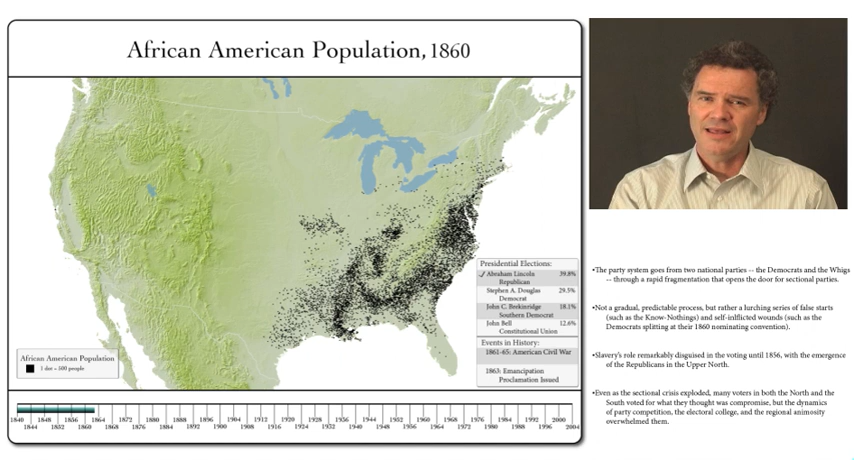 African American Population, 1860
Presidential Elections:
✓Abraham Lincoln 39.8%
Republican
Stephen A. Douglas 29.5%
Democrat
John C. Breckinridge 18.1%
Southern Democrat
John Bell 12.6%
Constitutional Union
Events in History:
1861-65: American Civil War
1863: Emancipation
Proclamation Issued
African American Population
1 dot = 500 people
1840 1848 1856 1864 1872 1880 1888 1896 1904 1912 1920 1928 1936 1944 1952 1960 1968 1976 1984 1992 2000
1844 1852 1860 1868 1876 1884 1892 1900 1908 1916 1924 1932 1940 1948 1956 1964 1972 1980 1988 1996 2004
•The party system goes from two national parties -- the Democrats and the Whigs
-- through a rapid fragmentation that opens the door for sectional parties.
•Not a gradual, predictable process, but rather a lurching series of false starts
(such as the Know-Nothings) and self-inflicted wounds (such as the
Democrats splitting at their 1860 nominating convention).
•Slavery's role remarkably disguised in the voting until 1856, with the emergence
of the Republicans in the Upper North.
•Even as the sectional crisis exploded, many voters in both the North and the
South voted for what they thought was compromise, but the dynamics
of party competition, the electoral college, and the regional animosity
overwhelmed them.